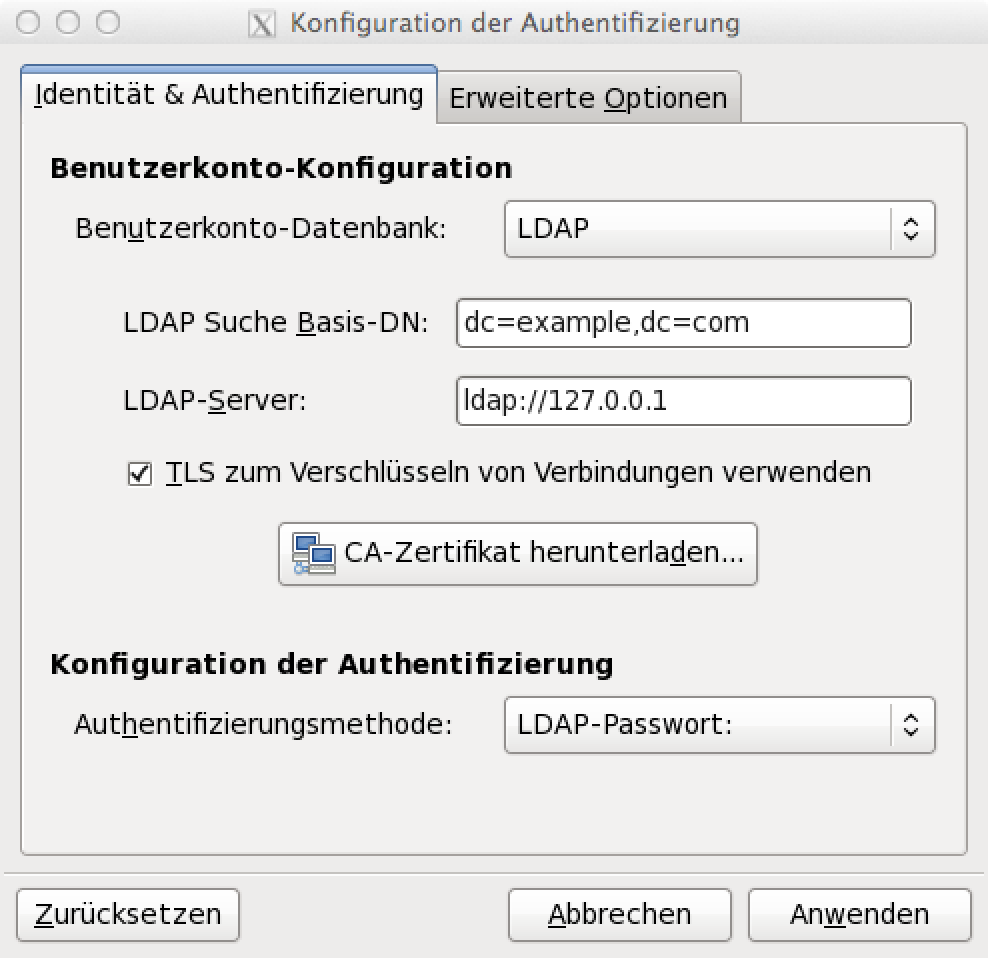 Konfiguration der Authentifizierung
Identität & Authentifizierung
Erweiterte Optionen
Benutzerkonto-Konfiguration
Benutzerkonto-Datenbank: LDAP
LDAP Suche Basis-DN: dc=example,dc=com
LDAP-Server: ldap://127.0.0.1
TLS zum Verschlüsseln von Verbindungen verwenden
CA-Zertifikat herunterladen...
Konfiguration der Authentifizierung
Authentifizierungsmethode: LDAP-Passwort:
Zurücksetzen Abbrechen Anwenden